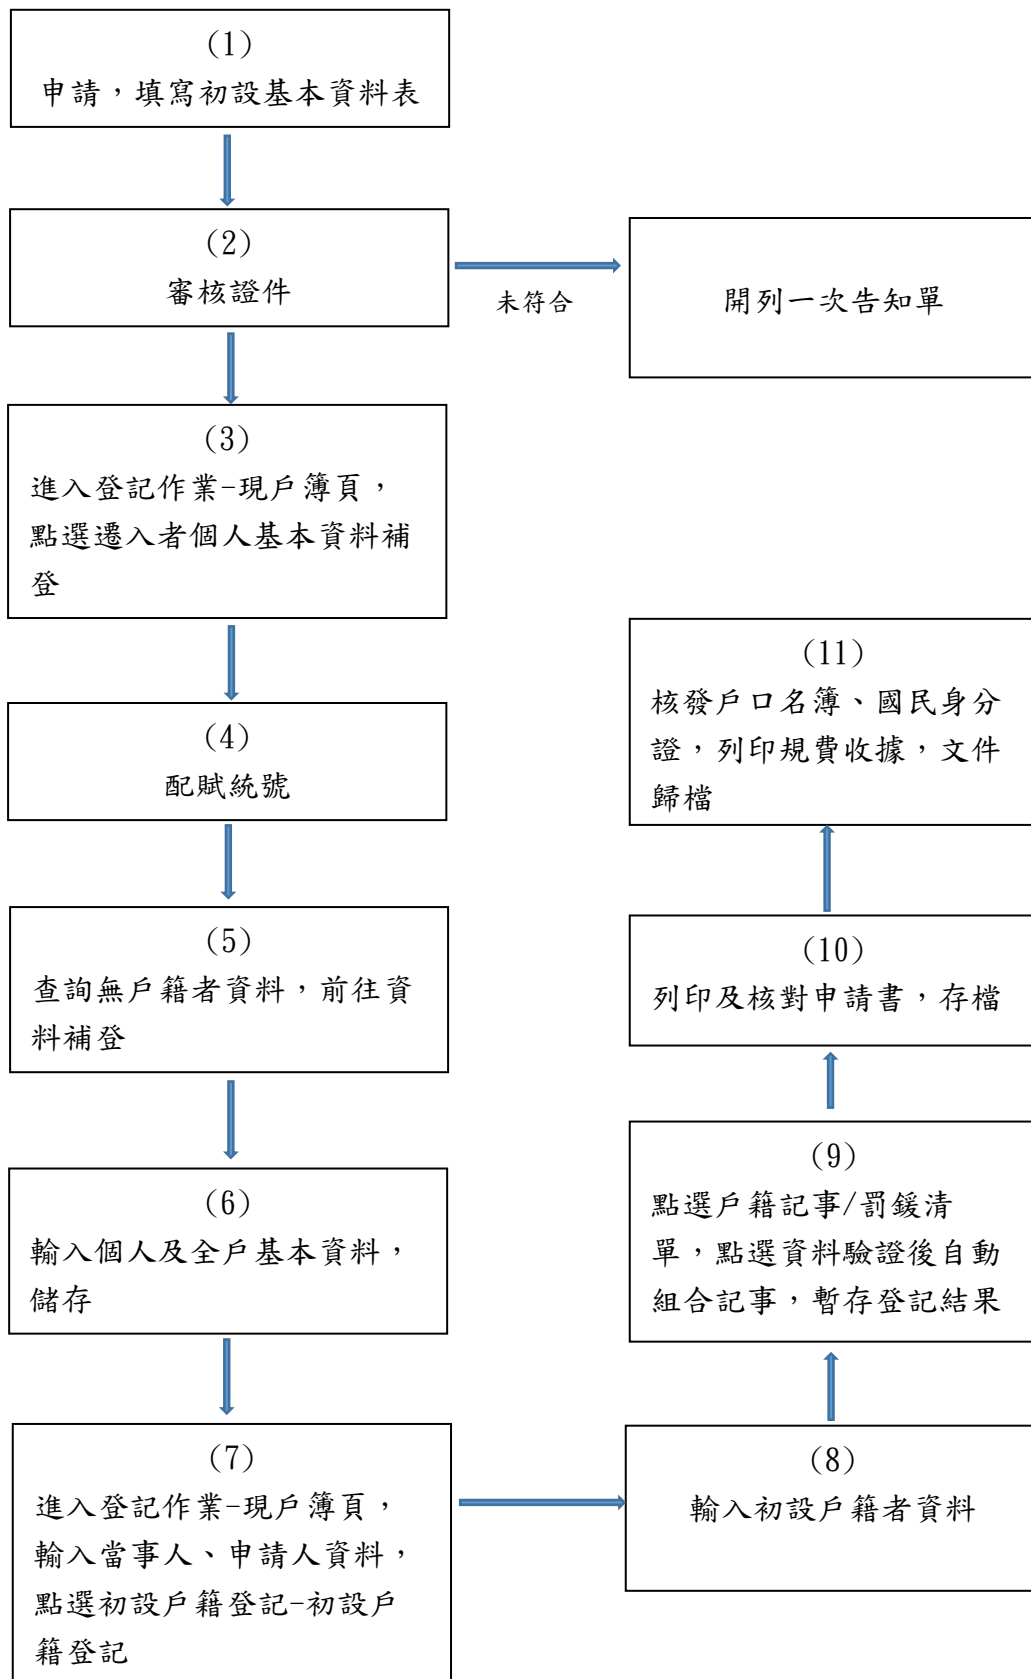 (1)
申請，填寫初設基本資料表
(2)
審核證件
未符合
開列一次告知單
(3)
進入登記作業-現戶簿頁，
點選遷入者個人基本資料補
登
(4)
配賦統號
(5)
查詢無戶籍者資料，前往資
料補登
(6)
輸入個人及全戶基本資料，
儲存
(7)
進入登記作業-現戶簿頁，
輸入當事人、申請人資料，
點選初設戶籍登記-初設戶
籍登記
(8)
輸入初設戶籍者資料
(9)
點選戶籍記事/罰鍰清
單，點選資料驗證後自動
組合記事，暫存登記結果
(10)
列印及核對申請書，存檔
(11)
核發戶口名簿、國民身分
證，列印規費收據，文件
歸檔